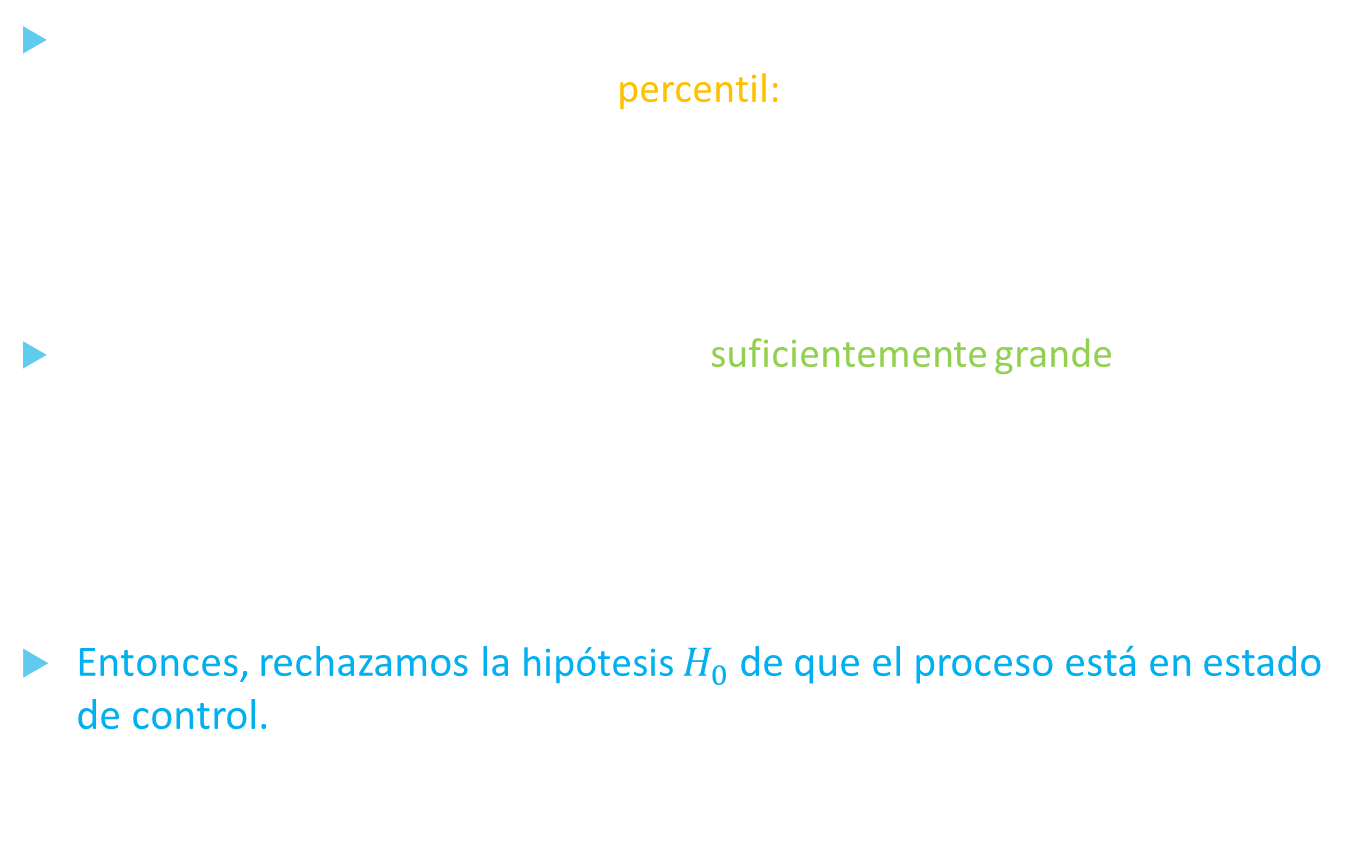 percentil:
suficientemente grande
Entonces, rechazamos la hipótesis H₀ de que el proceso está en estado
de control.